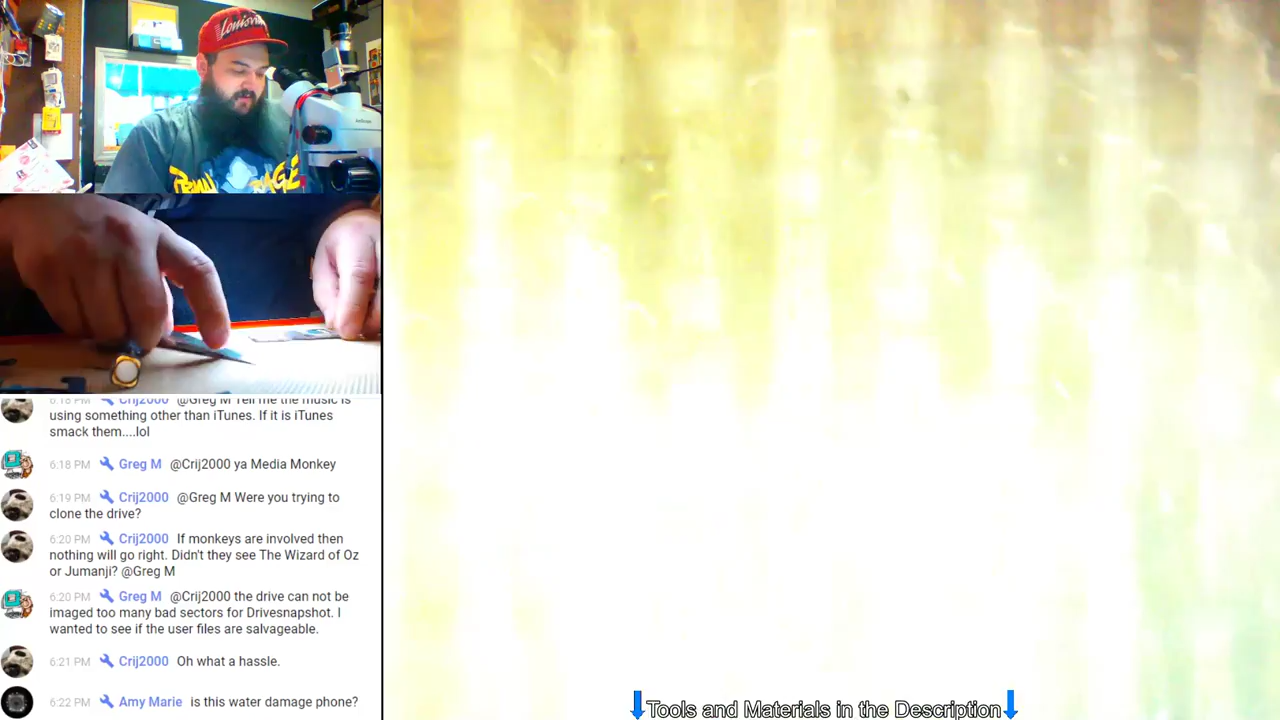 Louisville
6:18 PM Crij2000 @Greg M Tell me the music is
using something other than iTunes. If it is iTunes
smack them....lol
6:18 PM Greg M @Crij2000 ya Media Monkey
6:19 PM Crij2000 @Greg M Were you trying to
clone the drive?
6:20 PM Crij2000 If monkeys are involved then
nothing will go right. Didn't they see The Wizard of Oz
or Jumanji? @Greg M
6:20 PM Greg M @Crij2000 the drive can not be
imaged too many bad sectors for Drivesnapshot. I
wanted to see if the user files are salvageable.
6:21 PM Crij2000 Oh what a hassle.
6:22 PM Amy Marie is this water damage phone?
Tools and Materials in the Description